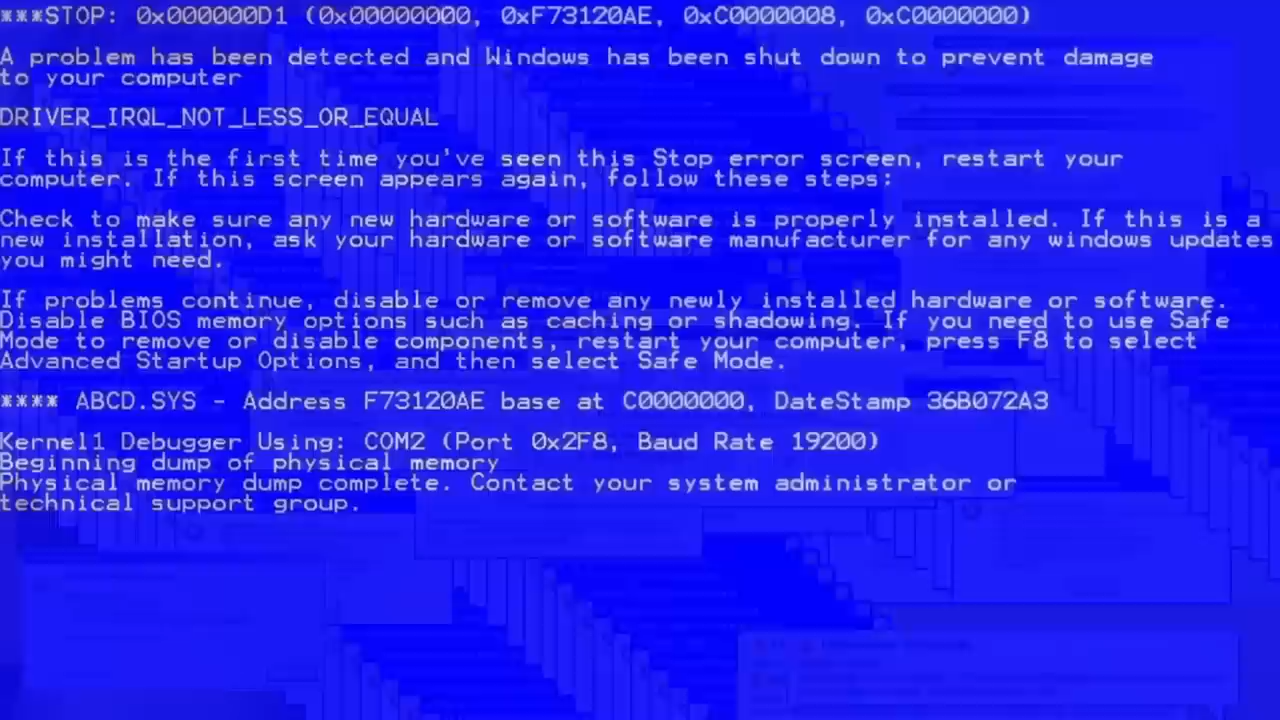 ***STOP: 0x000000D1 (0x00000000, 0xF73120AE, 0xC0000008, 0xC0000000)
A problem has been detected and Windows has been shut down to prevent damage
to your computer
DRIVER_IRQL_NOT_LESS_OR_EQUAL
If this is the first time you've seen this Stop error screen, restart your
computer. If this screen appears again, follow these steps:
Check to make sure any new hardware or software is properly installed. If this is a
new installation, ask your hardware or software manufacturer for any windows updates
you might need.
If problems continue, disable or remove any newly installed hardware or software.
Disable BIOS memory options such as caching or shadowing. If you need to use Safe
Mode to remove or disable components, restart your computer, press F8 to select
Advanced Startup Options, and then select Safe Mode.
**** ABCD.SYS - Address F73120AE base at C0000000, DateStamp 36B072A3
Kernel1 Debugger Using: COM2 (Port 0x2F8, Baud Rate 19200)
Beginning dump of physical memory
Physical memory dump complete. Contact your system administrator or
technical support group.